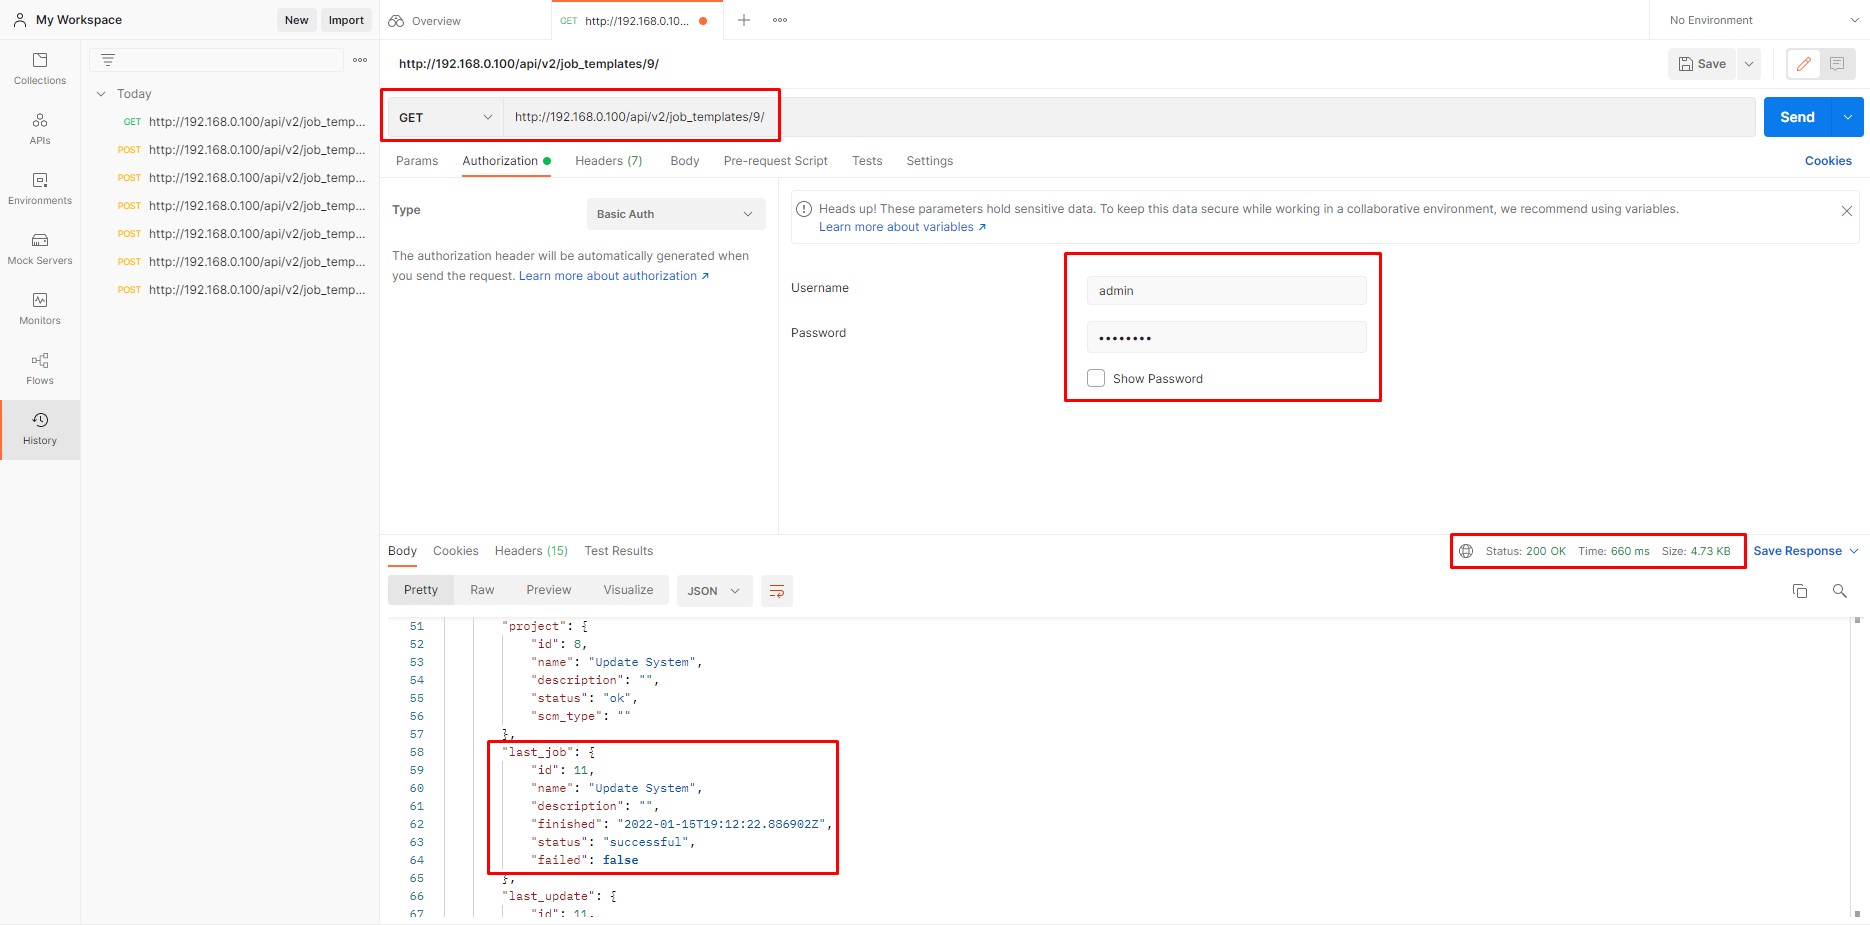 My Workspace
New
Import
Overview
GET http://192.168.0.10...
No Environment
Collections
APIs
Environments
Mock Servers
Monitors
Flows
History
Today
GET http://192.168.0.100/api/v2/job_temp...
POST http://192.168.0.100/api/v2/job_temp...
POST http://192.168.0.100/api/v2/job_temp...
POST http://192.168.0.100/api/v2/job_temp...
POST http://192.168.0.100/api/v2/job_temp...
POST http://192.168.0.100/api/v2/job_temp...
POST http://192.168.0.100/api/v2/job_temp...
http://192.168.0.100/api/v2/job_templates/9/
Save
GET http://192.168.0.100/api/v2/job_templates/9/
Send
Params Authorization Headers (7) Body Pre-request Script Tests Settings
Cookies
Type
Basic Auth
The authorization header will be automatically generated when
you send the request. Learn more about authorization ↗
Heads up! These parameters hold sensitive data. To keep this data secure while working in a collaborative environment, we recommend using variables.
Learn more about variables ↗
Username
admin
Password
••••••••
Show Password
Body Cookies Headers (15) Test Results
Status: 200 OK Time: 660 ms Size: 4.73 KB
Save Response
Pretty Raw Preview Visualize JSON
51 "project": {
52 "id": 8,
53 "name": "Update System",
54 "description": "",
55 "status": "ok",
56 "scm_type": ""
57 },
58 "last_job": {
59 "id": 11,
60 "name": "Update System",
61 "description": "",
62 "finished": "2022-01-15T19:12:22.886902Z",
63 "status": "successful",
64 "failed": false
65 },
66 "last_update": {
67 "id": 11,